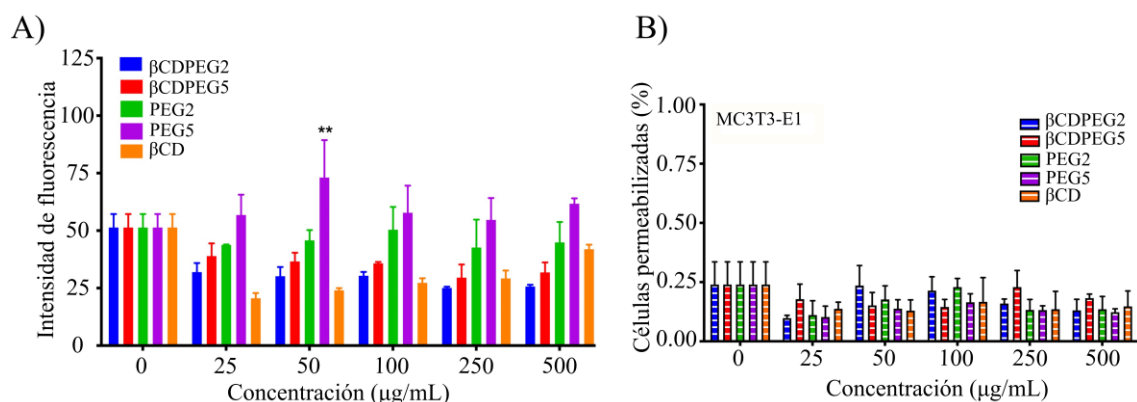 A)
Intensidad de fluorescencia
125
100
75
50
25
0
βCDPEG2
βCDPEG5
PEG2
PEG5
βCD
**
0 25 50 100 250 500
Concentración (µg/mL)
B)
Células permeabilizadas (%)
1.00
0.75
0.50
0.25
0.00
MC3T3-E1
βCDPEG2
βCDPEG5
PEG2
PEG5
βCD
0 25 50 100 250 500
Concentración (µg/mL)